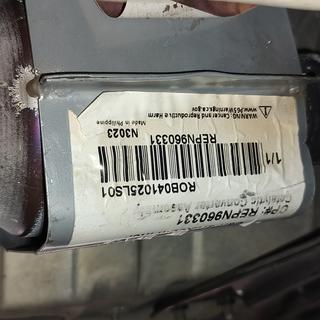 CP#: REPN960331
Catalytic Converter Assembly
ROBD41025LS01
1/1
REPN960331
N3023
Made in Philippine
WARNING: Cancer and Reproductive Harm
www.P65Warnings.ca.gov